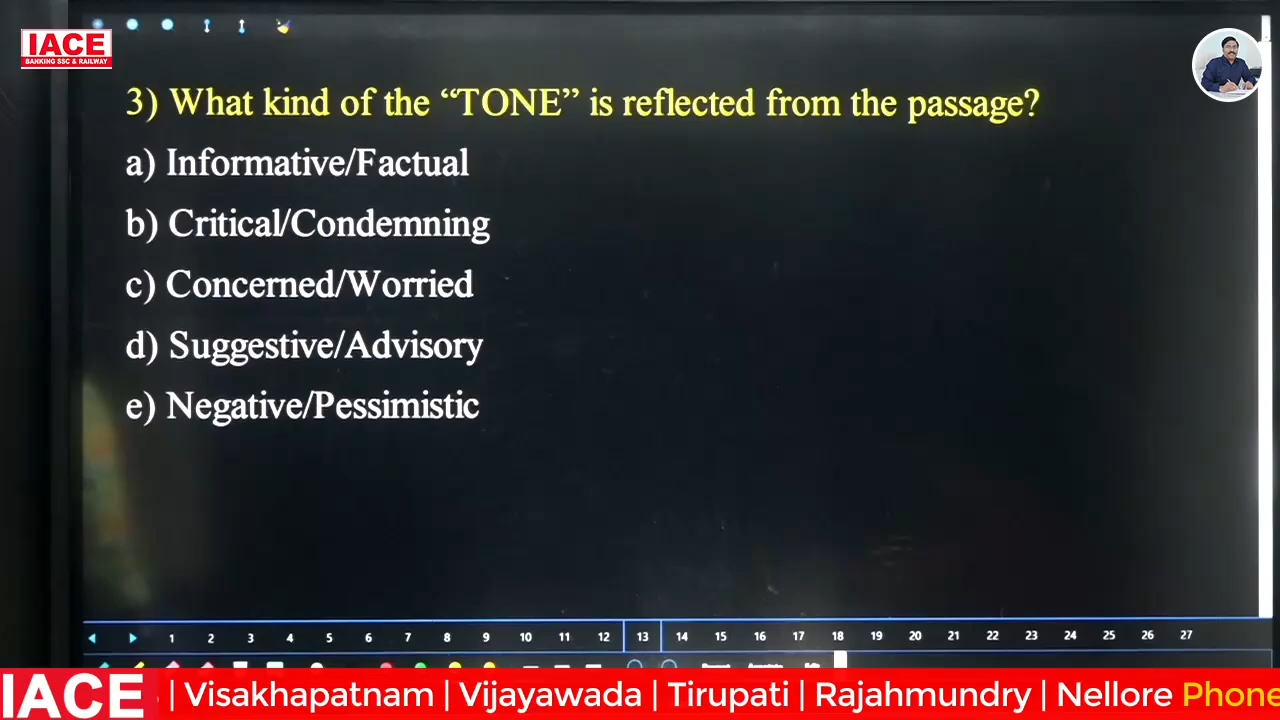 IACE
BANKING SSC & RAILWAY
3) What kind of the “TONE” is reflected from the passage?
a) Informative/Factual
b) Critical/Condemning
c) Concerned/Worried
d) Suggestive/Advisory
e) Negative/Pessimistic
1 2 3 4 5 6 7 8 9 10 11 12 13 14 15 16 17 18 19 20 21 22 23 24 25 26 27
IACE | Visakhapatnam | Vijayawada | Tirupati | Rajahmundry | Nellore Phone